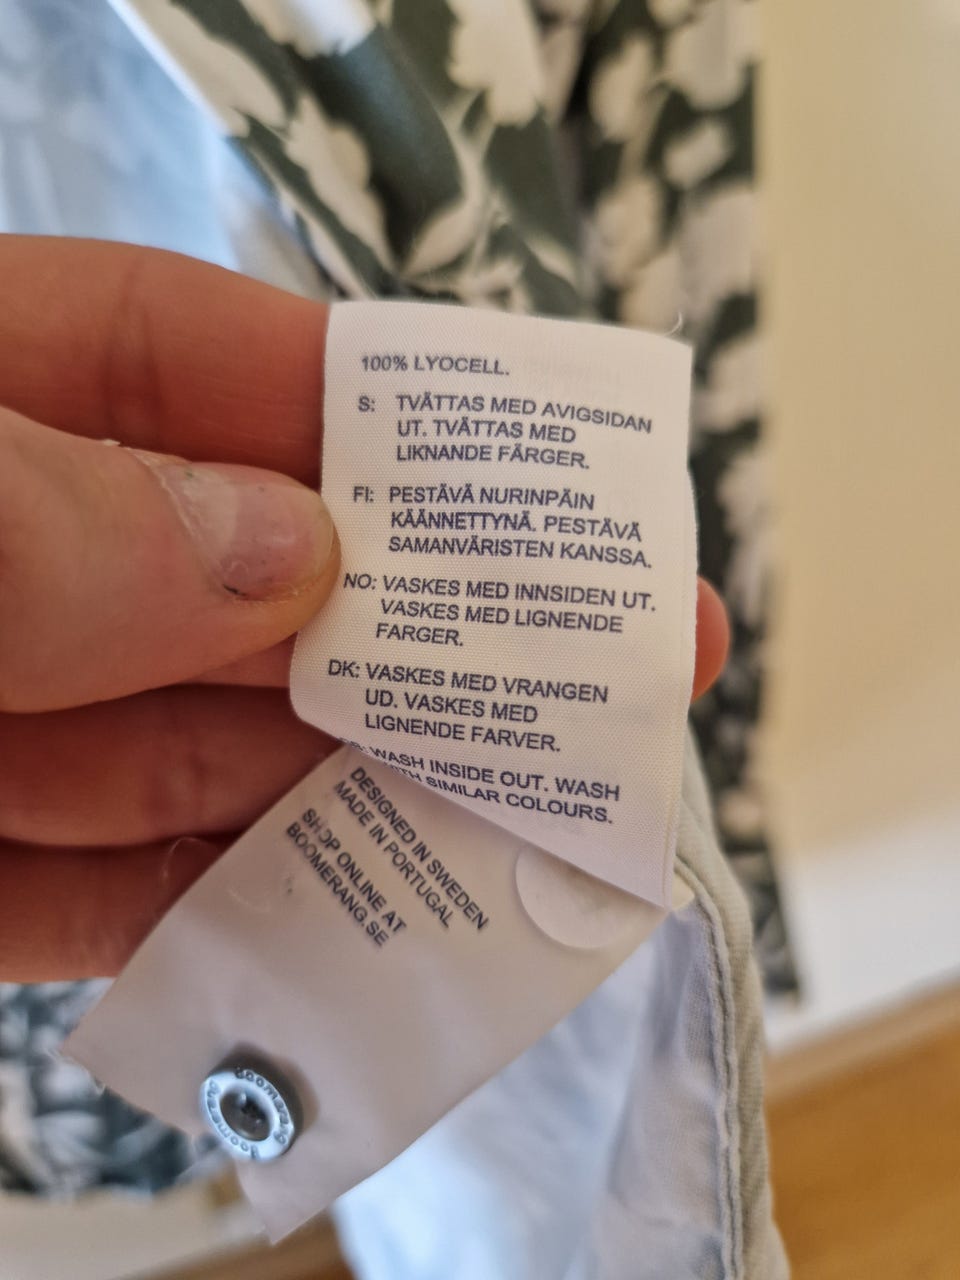 100% LYOCELL.
S: TVÄTTAS MED AVIGSIDAN
UT. TVÄTTAS MED
LIKNANDE FÄRGER.
FI: PESTÄVÄ NURINPÄIN
KÄÄNNETTYNÄ. PESTÄVÄ
SAMANVÄRISTEN KANSSA.
NO: VASKES MED INNSIDEN UT.
VASKES MED LIGNENDE
FARGER.
DK: VASKES MED VRANGEN
UD. VASKES MED
LIGNENDE FARVER.
WASH INSIDE OUT. WASH
WITH SIMILAR COLOURS.
DESIGNED IN SWEDEN
MADE IN PORTUGAL
SHOP ONLINE AT
BOOMERANG.SE
Boomerang